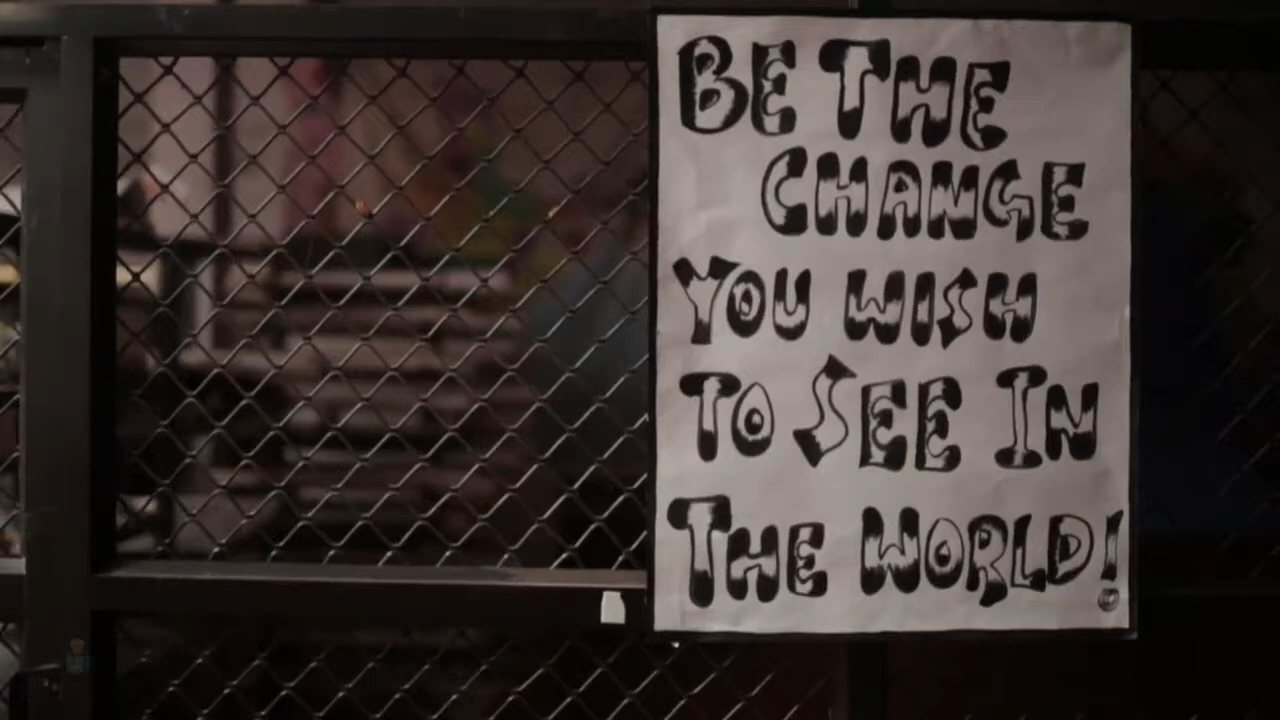 BE THE
CHANGE
YOU WISH
TO SEE IN
THE WORLD!